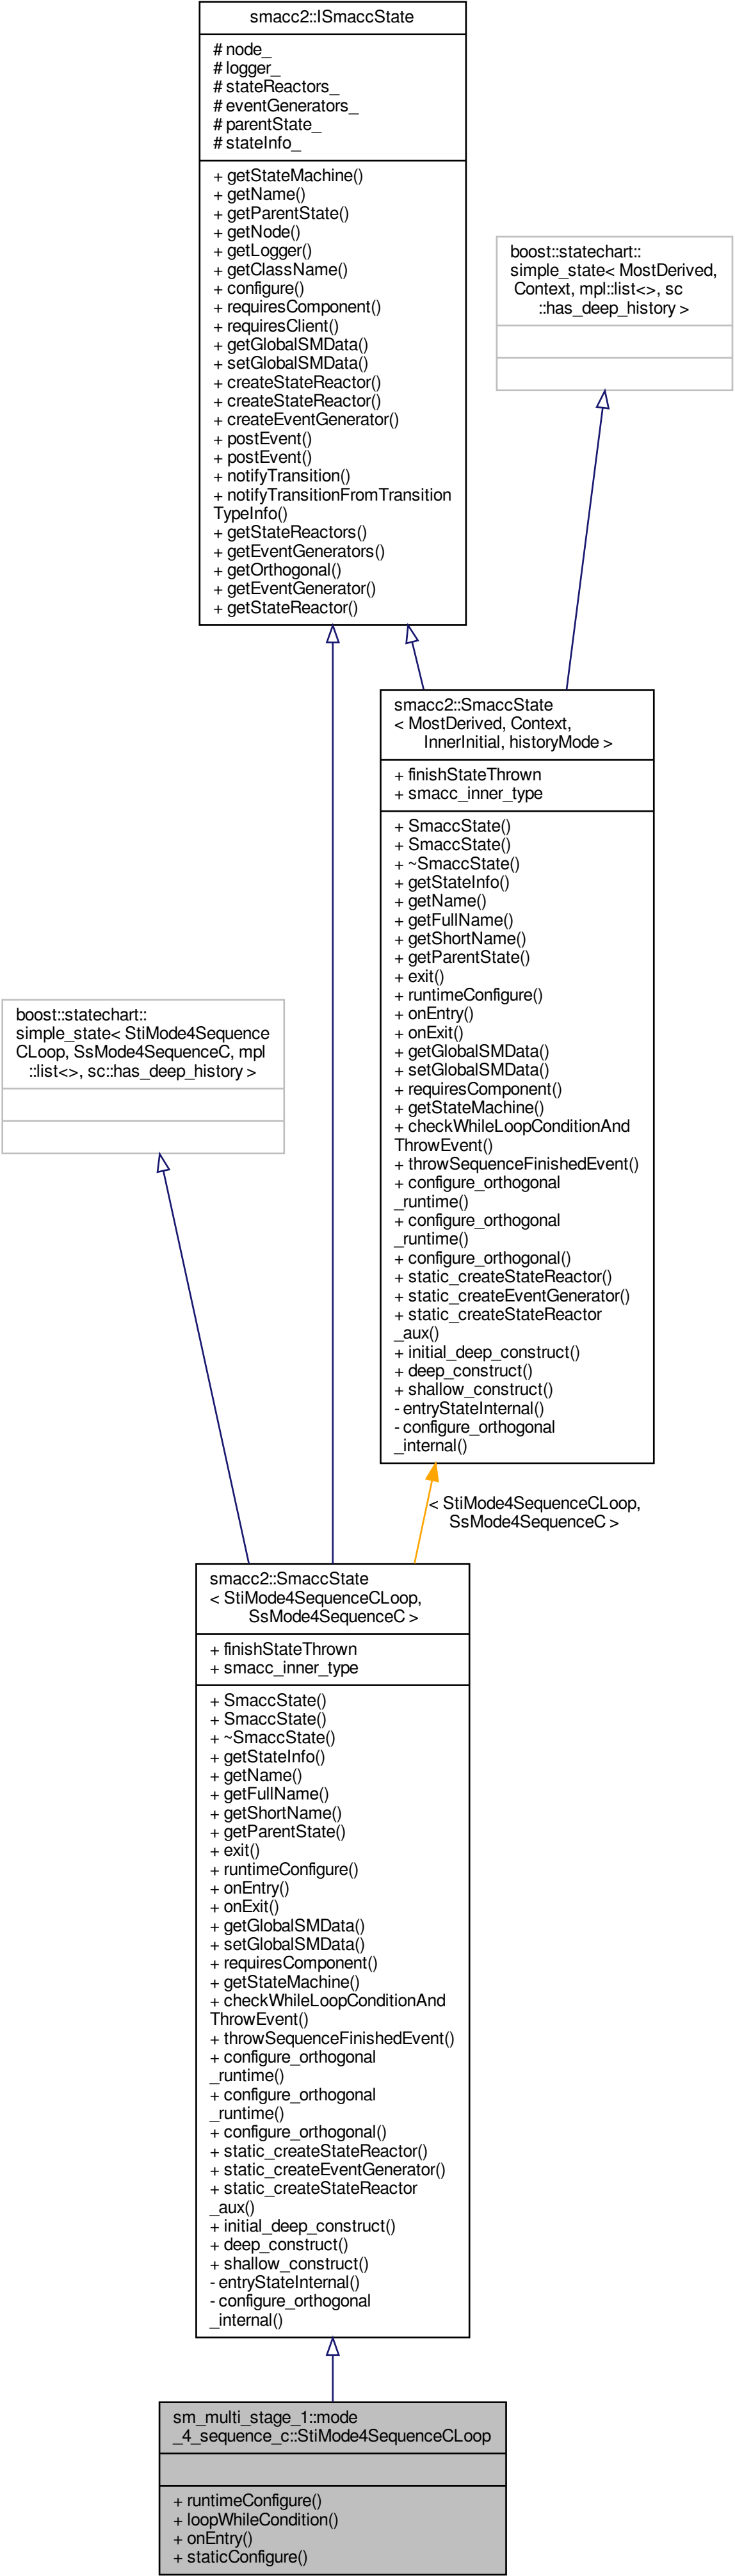 smacc2::ISmaccState
# node_
# logger_
# stateReactors_
# eventGenerators_
# parentState_
# stateInfo_
+ getStateMachine()
+ getName()
+ getParentState()
+ getNode()
+ getLogger()
+ getClassName()
+ configure()
+ requiresComponent()
+ requiresClient()
+ getGlobalSMData()
+ setGlobalSMData()
+ createStateReactor()
+ createStateReactor()
+ createEventGenerator()
+ postEvent()
+ postEvent()
+ notifyTransition()
+ notifyTransitionFromTransition
TypeInfo()
+ getStateReactors()
+ getEventGenerators()
+ getOrthogonal()
+ getEventGenerator()
+ getStateReactor()
boost::statechart::
simple_state< MostDerived,
Context, mpl::list<>, sc
::has_deep_history >
smacc2::SmaccState
< MostDerived, Context,
InnerInitial, historyMode >
+ finishStateThrown
+ smacc_inner_type
+ SmaccState()
+ SmaccState()
+ ~SmaccState()
+ getStateInfo()
+ getName()
+ getFullName()
+ getShortName()
+ getParentState()
+ exit()
+ runtimeConfigure()
+ onEntry()
+ onExit()
+ getGlobalSMData()
+ setGlobalSMData()
+ requiresComponent()
+ getStateMachine()
+ checkWhileLoopConditionAnd
ThrowEvent()
+ throwSequenceFinishedEvent()
+ configure_orthogonal
_runtime()
+ configure_orthogonal
_runtime()
+ configure_orthogonal()
+ static_createStateReactor()
+ static_createEventGenerator()
+ static_createStateReactor
_aux()
+ initial_deep_construct()
+ deep_construct()
+ shallow_construct()
- entryStateInternal()
- configure_orthogonal
_internal()
boost::statechart::
simple_state< StiMode4Sequence
CLoop, SsMode4SequenceC, mpl
::list<>, sc::has_deep_history >
< StiMode4SequenceCLoop,
SsMode4SequenceC >
smacc2::SmaccState
< StiMode4SequenceCLoop,
SsMode4SequenceC >
+ finishStateThrown
+ smacc_inner_type
+ SmaccState()
+ SmaccState()
+ ~SmaccState()
+ getStateInfo()
+ getName()
+ getFullName()
+ getShortName()
+ getParentState()
+ exit()
+ runtimeConfigure()
+ onEntry()
+ onExit()
+ getGlobalSMData()
+ setGlobalSMData()
+ requiresComponent()
+ getStateMachine()
+ checkWhileLoopConditionAnd
ThrowEvent()
+ throwSequenceFinishedEvent()
+ configure_orthogonal
_runtime()
+ configure_orthogonal
_runtime()
+ configure_orthogonal()
+ static_createStateReactor()
+ static_createEventGenerator()
+ static_createStateReactor
_aux()
+ initial_deep_construct()
+ deep_construct()
+ shallow_construct()
- entryStateInternal()
- configure_orthogonal
_internal()
sm_multi_stage_1::mode
_4_sequence_c::StiMode4SequenceCLoop
+ runtimeConfigure()
+ loopWhileCondition()
+ onEntry()
+ staticConfigure()